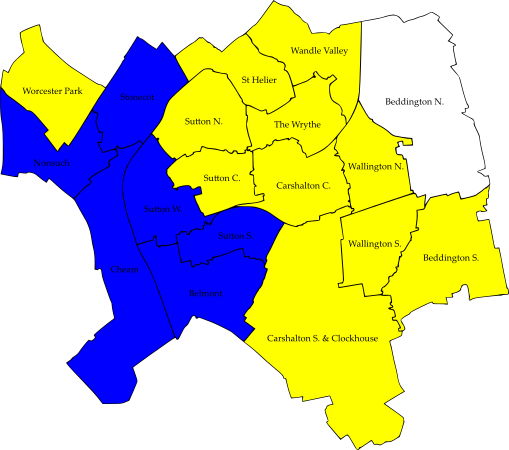 Wandle Valley
St Helier
Worcester Park
Stonecot
Beddington N.
Sutton N.
The Wrythe
Nonsuch
Wallington N.
Sutton C.
Carshalton C.
Sutton W.
Sutton S.
Wallington S.
Beddington S.
Cheam
Belmont
Carshalton S. & Clockhouse